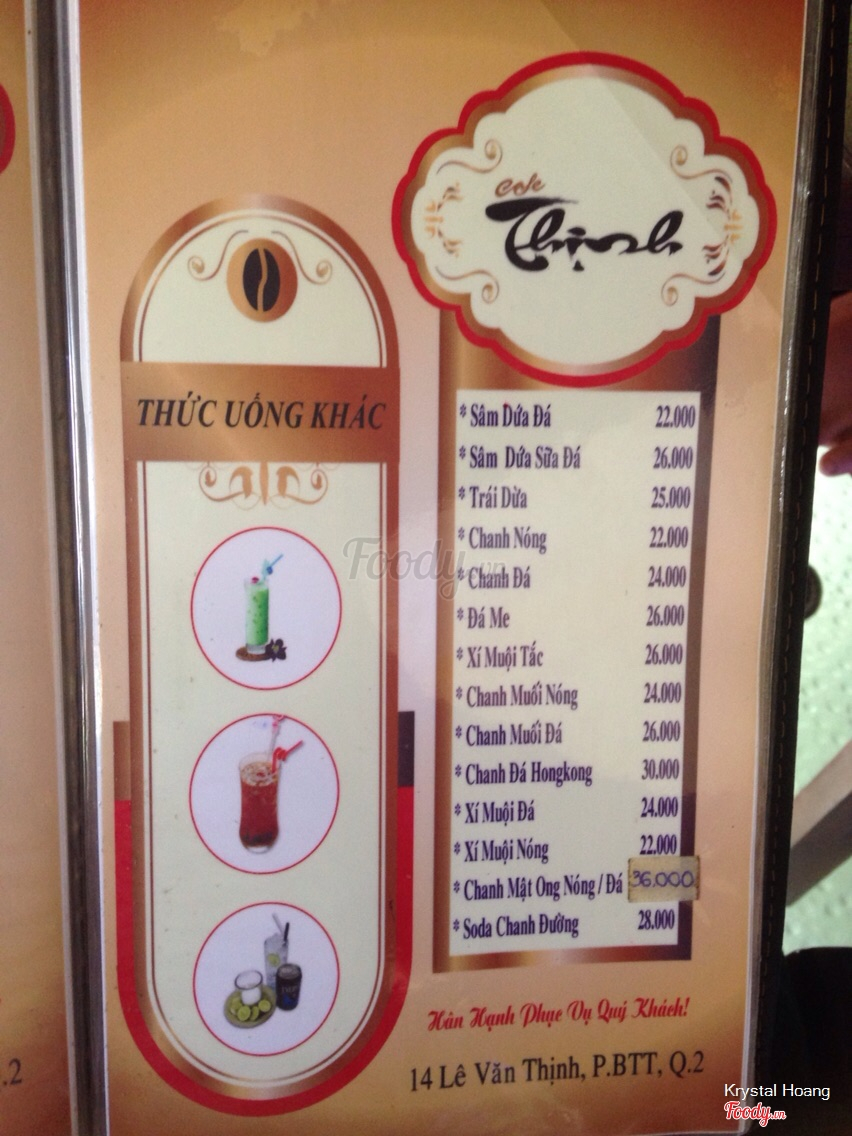 Cafe
Thịnh
THỨC UỐNG KHÁC
* Sâm Dứa Đá 22.000
* Sâm Dứa Sữa Đá 26.000
* Trái Dừa 25.000
* Chanh Nóng 22.000
* Chanh Đá 24.000
* Đá Me 26.000
* Xí Muội Tắc 26.000
* Chanh Muối Nóng 24.000
* Chanh Muối Đá 26.000
* Chanh Đá Hongkong 30.000
* Xí Muội Đá 24.000
* Xí Muội Nóng 22.000
* Chanh Mật Ong Nóng / Đá 36.000
* Soda Chanh Đường 28.000
Hân Hạnh Phục Vụ Quý Khách!
14 Lê Văn Thịnh, P.BTT, Q.2
.2
Foody.vn
Krystal Hoang
Foody.vn